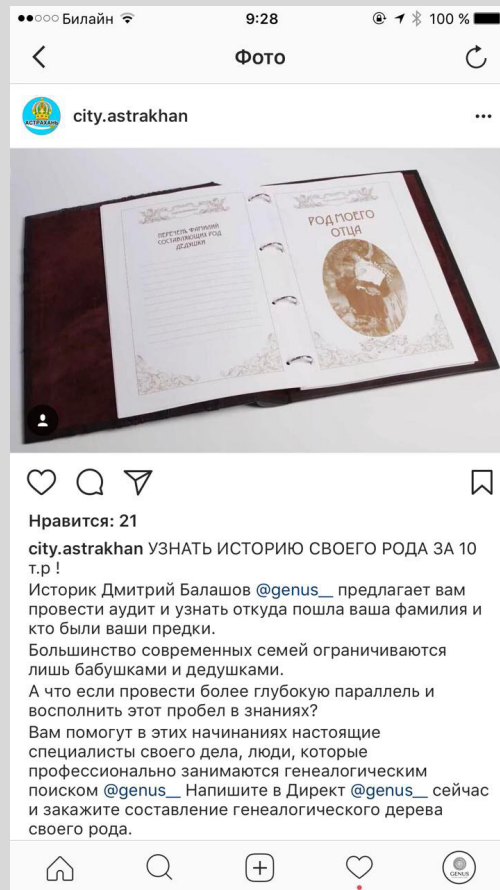 Билайн 9:28 100 %
Фото
АСТРАХАНЬ
city.astrakhan
ПЕРЕЧЕНЬ ФАМИЛИЙ
СОСТАВЛЯЮЩИХ РОД
ДЕДУШКИ
РОД МОЕГО
ОТЦА
Нравится: 21
city.astrakhan УЗНАТЬ ИСТОРИЮ СВОЕГО РОДА ЗА 10
т.р !
Историк Дмитрий Балашов @genus__ предлагает вам
провести аудит и узнать откуда пошла ваша фамилия и
кто были ваши предки.
Большинство современных семей ограничиваются
лишь бабушками и дедушками.
А что если провести более глубокую параллель и
восполнить этот пробел в знаниях?
Вам помогут в этих начинаниях настоящие
специалисты своего дела, люди, которые
профессионально занимаются генеалогическим
поиском @genus__ Напишите в Директ @genus__ сейчас
и закажите составление генеалогического дерева
своего рода.
GENUS